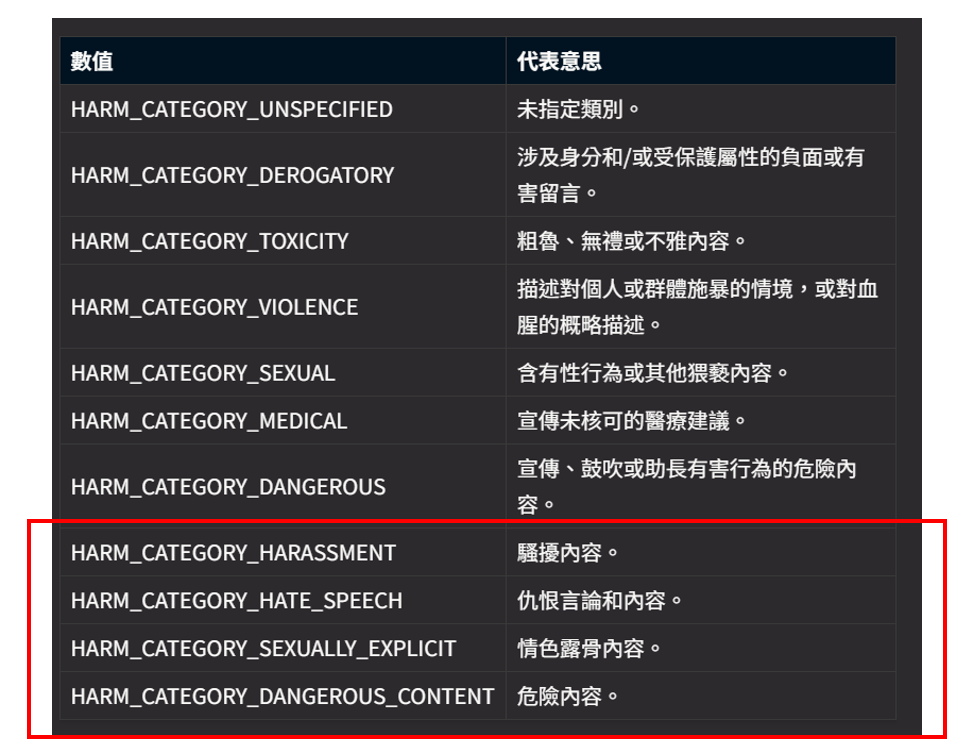 數值 代表意思
HARM_CATEGORY_UNSPECIFIED 未指定類別。
HARM_CATEGORY_DEROGATORY 涉及身分和/或受保護屬性的負面或有
害留言。
HARM_CATEGORY_TOXICITY 粗魯、無禮或不雅內容。
HARM_CATEGORY_VIOLENCE 描述對個人或群體施暴的情境，或對血
腥的概略描述。
HARM_CATEGORY_SEXUAL 含有性行為或其他猥褻內容。
HARM_CATEGORY_MEDICAL 宣傳未核可的醫療建議。
HARM_CATEGORY_DANGEROUS 宣傳、鼓吹或助長有害行為的危險內
容。
HARM_CATEGORY_HARASSMENT 騷擾內容。
HARM_CATEGORY_HATE_SPEECH 仇恨言論和內容。
HARM_CATEGORY_SEXUALLY_EXPLICIT 情色露骨內容。
HARM_CATEGORY_DANGEROUS_CONTENT 危險內容。